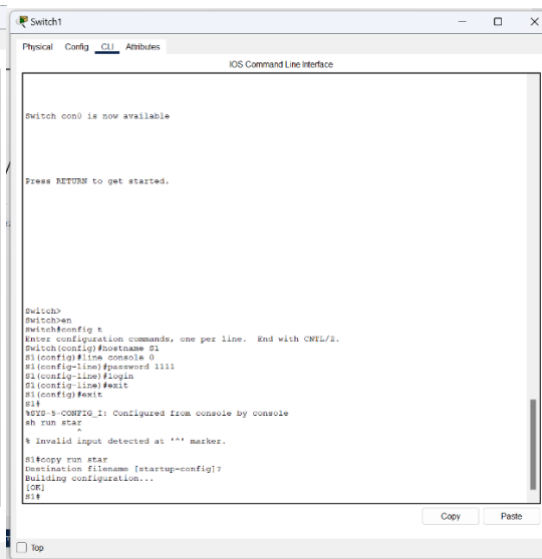 Switch1
Physical Config CLI Attributes
IOS Command Line Interface
Switch con0 is now available
Press RETURN to get started.
Switch>
Switch>en
Switch#config t
Enter configuration commands, one per line. End with CNTL/Z.
Switch(config)#hostname S1
S1(config)#line console 0
S1(config-line)#password 1111
S1(config-line)#login
S1(config-line)#exit
S1(config)#exit
S1#
%SYS-5-CONFIG_I: Configured from console by console
sh run star
^
% Invalid input detected at '^' marker.
S1#copy run star
Destination filename [startup-config]?
Building configuration...
[OK]
S1#
Copy Paste
Top